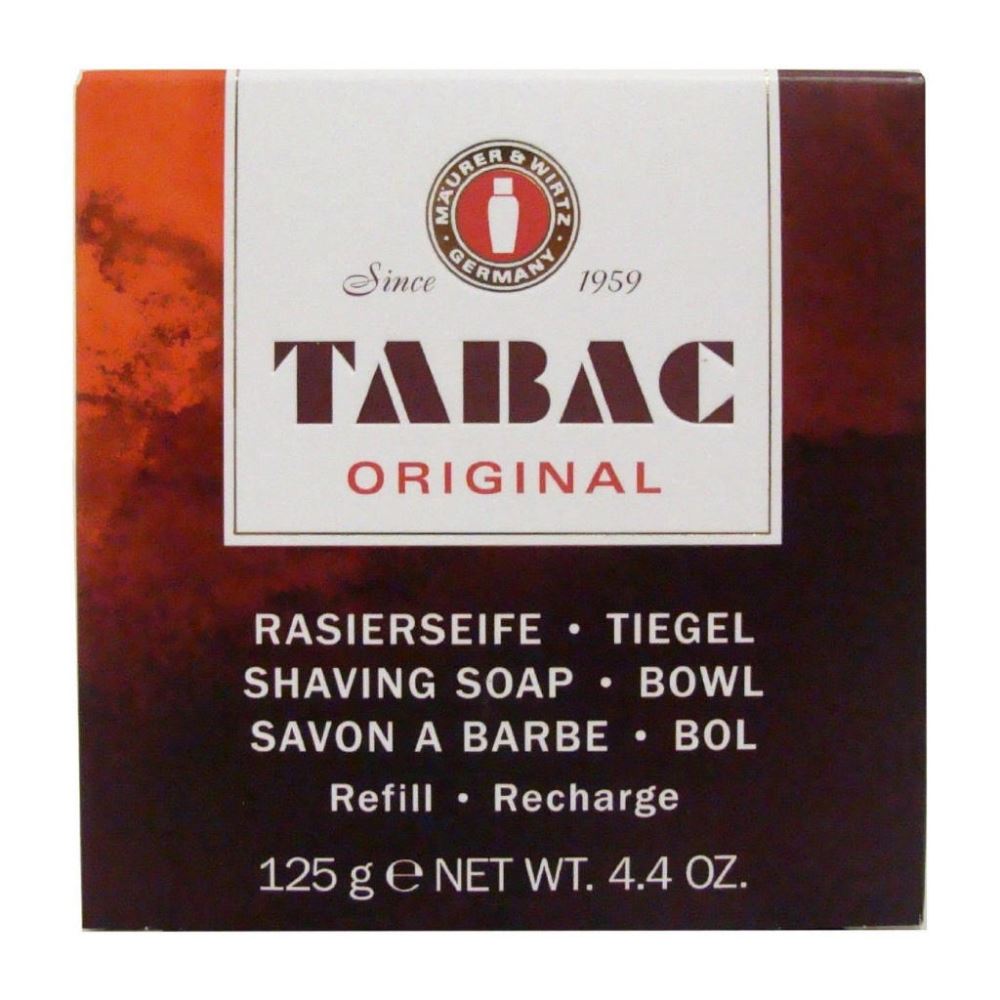 MÄURER & WIRTZ
· GERMANY ·
Since 1959
TABAC
ORIGINAL
RASIERSEIFE • TIEGEL
SHAVING SOAP • BOWL
SAVON A BARBE • BOL
Refill • Recharge
125 g ℮ NET WT. 4.4 OZ.